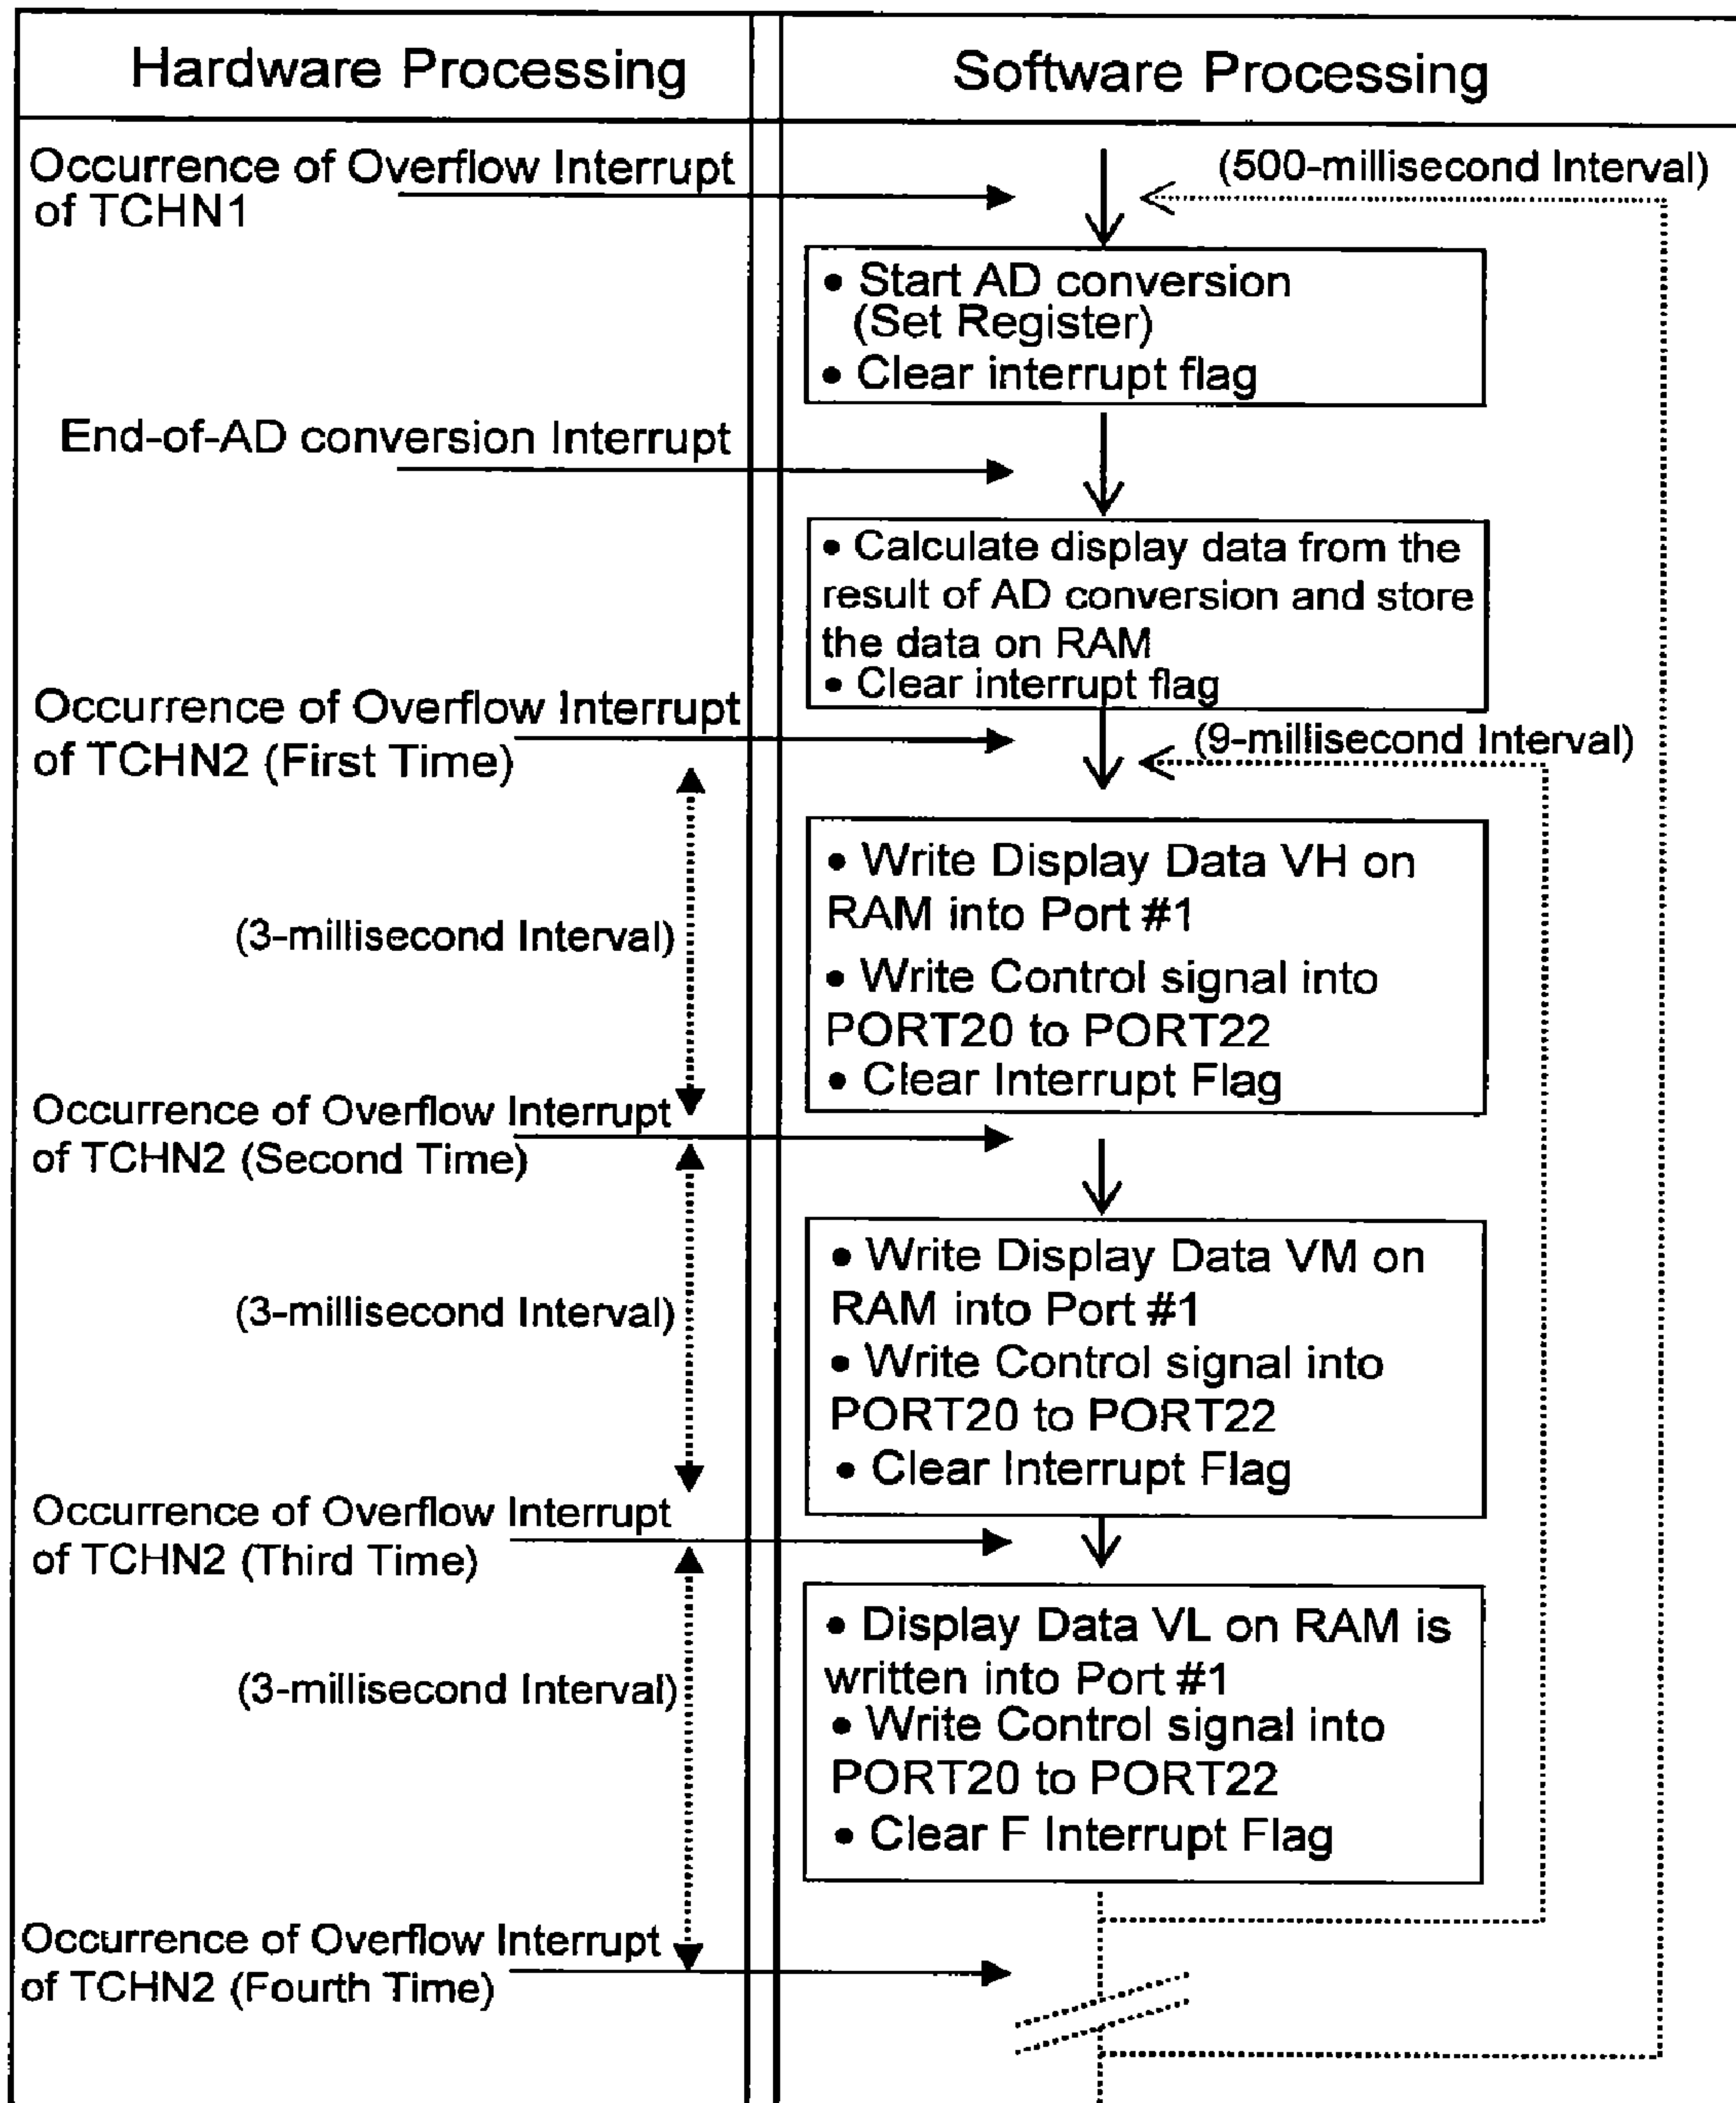 Hardware Processing
Software Processing
Occurrence of Overflow Interrupt
of TCHN1
(500-millisecond Interval)
• Start AD conversion
(Set Register)
• Clear interrupt flag
End-of-AD conversion Interrupt
• Calculate display data from the
result of AD conversion and store
the data on RAM
• Clear interrupt flag
Occurrence of Overflow Interrupt
of TCHN2 (First Time)
(9-millisecond Interval)
• Write Display Data VH on
RAM into Port #1
• Write Control signal into
PORT20 to PORT22
• Clear Interrupt Flag
(3-millisecond Interval)
Occurrence of Overflow Interrupt
of TCHN2 (Second Time)
• Write Display Data VM on
RAM into Port #1
• Write Control signal into
PORT20 to PORT22
• Clear Interrupt Flag
(3-millisecond Interval)
Occurrence of Overflow Interrupt
of TCHN2 (Third Time)
• Display Data VL on RAM is
written into Port #1
• Write Control signal into
PORT20 to PORT22
• Clear F Interrupt Flag
(3-millisecond Interval)
Occurrence of Overflow Interrupt
of TCHN2 (Fourth Time)